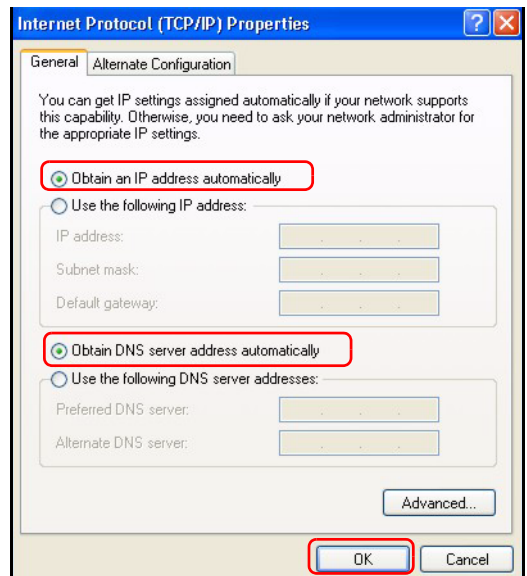 Internet Protocol (TCP/IP) Properties
General
Alternate Configuration
You can get IP settings assigned automatically if your network supports
this capability. Otherwise, you need to ask your network administrator for
the appropriate IP settings.
Obtain an IP address automatically
Use the following IP address:
IP address:
Subnet mask:
Default gateway:
Obtain DNS server address automatically
Use the following DNS server addresses:
Preferred DNS server:
Alternate DNS server:
Advanced...
OK
Cancel